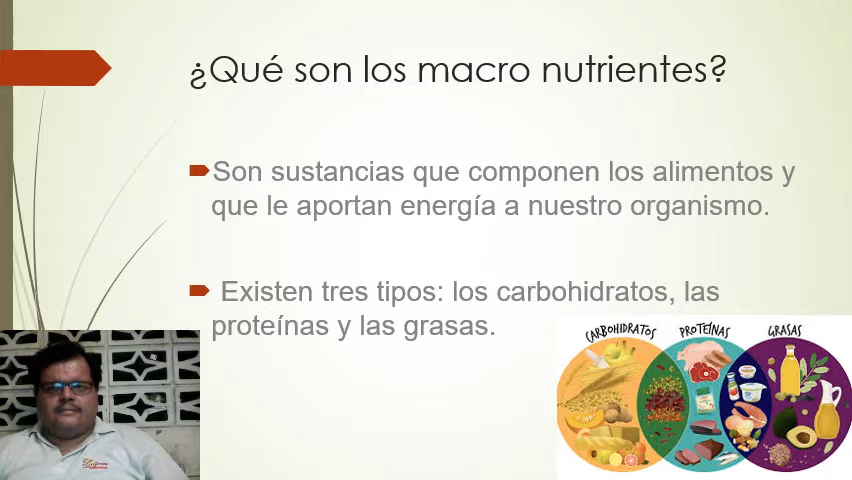 ¿Qué son los macro nutrientes?
Son sustancias que componen los alimentos y
que le aportan energía a nuestro organismo.
Existen tres tipos: los carbohidratos, las
proteínas y las grasas.
CARBOHIDRATOS PROTEÍNAS GRASAS